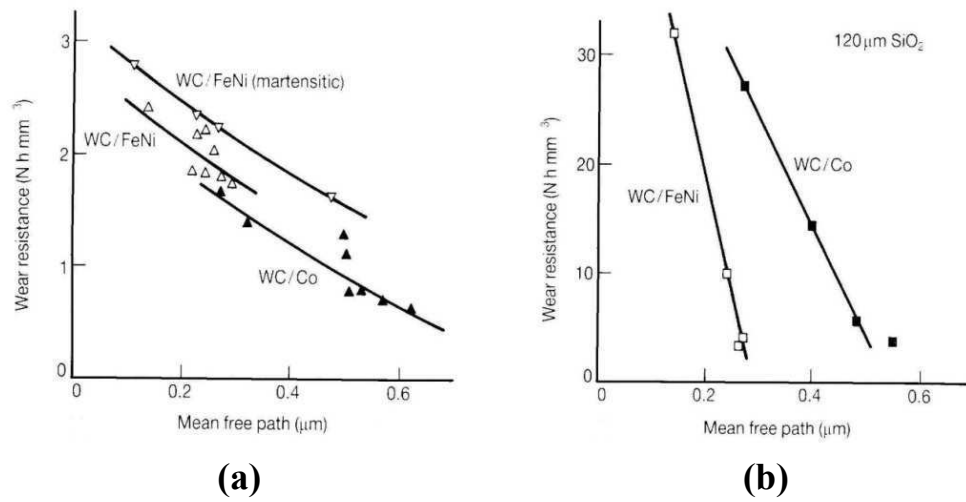 3
2
1
0
0
0.2
0.4
0.6
Wear resistance (N h mm⁻³)
Mean free path (μm)
WC/FeNi (martensitic)
WC/FeNi
WC/Co
(a)
30
20
10
0
0
0.2
0.4
0.6
Wear resistance (N h mm⁻³)
Mean free path (μm)
120μm SiO₂
WC/Co
WC/FeNi
(b)